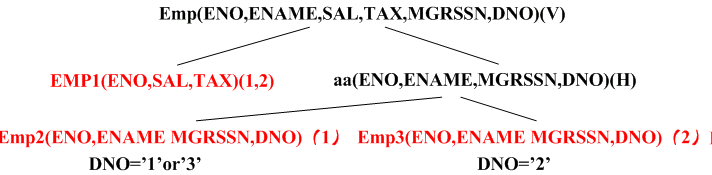 Emp(ENO,ENAME,SAL,TAX,MGRSSN,DNO)(V)
EMP1(ENO,SAL,TAX)(1,2) aa(ENO,ENAME,MGRSSN,DNO)(H)
Emp2(ENO,ENAME MGRSSN,DNO)（1） Emp3(ENO,ENAME MGRSSN,DNO)（2）
DNO=’1’or’3’ DNO=’2’